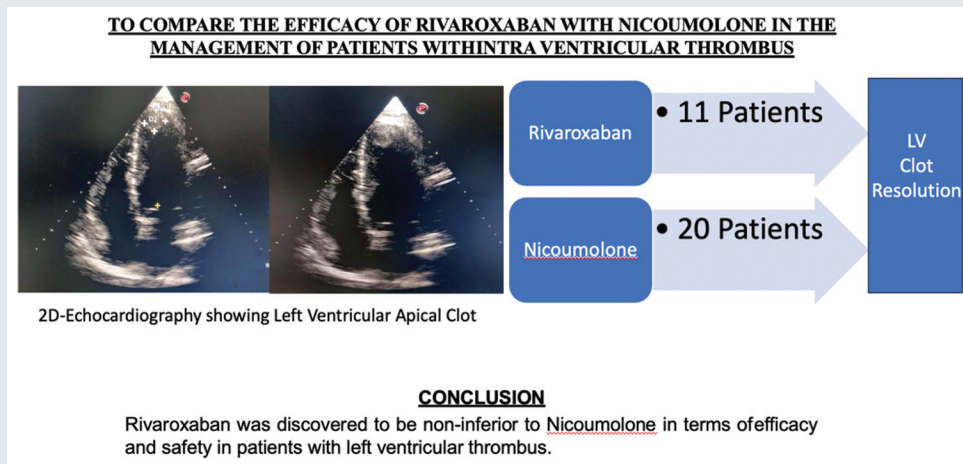 TO COMPARE THE EFFICACY OF RIVAROXABAN WITH NICOUMOLONE IN THE
MANAGEMENT OF PATIENTS WITHINTRA VENTRICULAR THROMBUS
Rivaroxaban
• 11 Patients
Nicoumolone
• 20 Patients
LV
Clot
Resolution
2D-Echocardiography showing Left Ventricular Apical Clot
CONCLUSION
Rivaroxaban was discovered to be non-inferior to Nicoumolone in terms ofefficacy
and safety in patients with left ventricular thrombus.